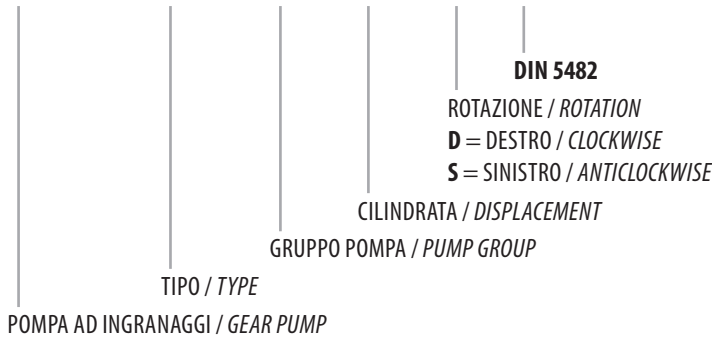 DIN 5482
ROTAZIONE / ROTATION
D = DESTRO / CLOCKWISE
S = SINISTRO / ANTICLOCKWISE
CILINDRATA / DISPLACEMENT
GRUPPO POMPA / PUMP GROUP
TIPO / TYPE
POMPA AD INGRANAGGI / GEAR PUMP